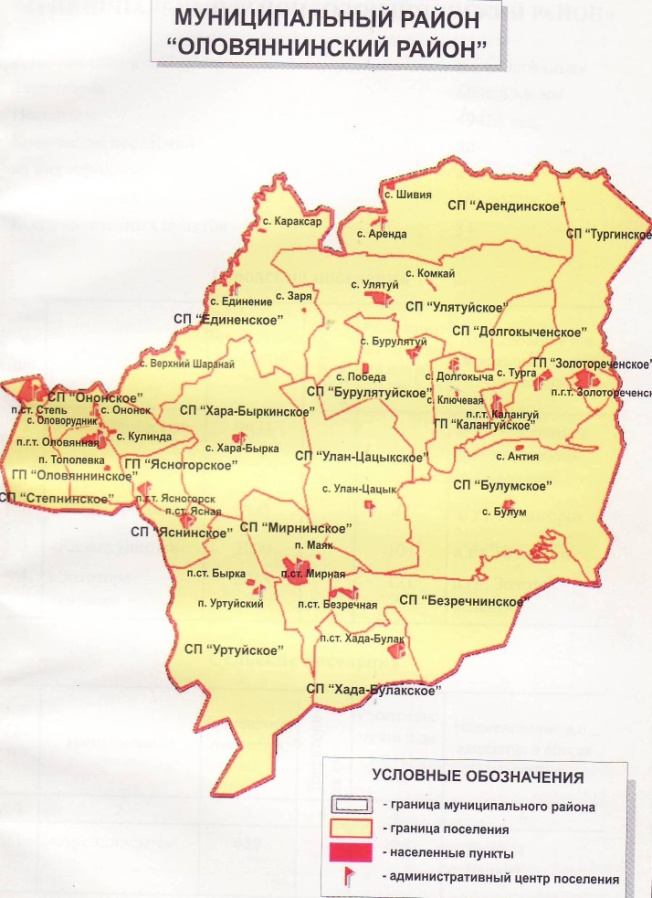 МУНИЦИПАЛЬНЫЙ РАЙОН
“ОЛОВЯННИНСКИЙ РАЙОН”
с. Шивия
СП “Арендинское”
с. Караксар
с. Аренда
СП “Тургинское”
с. Комкай
с. Улятуй
с. Единение
с. Заря
СП “Улятуйское”
СП “Единенское”
СП “Долгокыченское”
с. Бурулятуй
с. Верхний Шаранай
ГП “Золотореченское”
с. Победа
с. Долгокыча
с. Турга
СП “Бурулятуйское”
п.г.т. Золотореченск
СП “Ононское”
с. Ключевая
п.ст. Степь
с. Ононск
СП “Хара-Быркинское”
п.г.т. Калангуй
с. Оловорудник
ГП “Калангуйское”
п.г.т. Оловянная
с. Кулинда
с. Хара-Бырка
п. Тополевка
ГП “Ясногорское”
СП “Улан-Цацыкское”
с. Антия
ГП “Оловяннинское”
п.г.т. Ясногорск
с. Улан-Цацык
СП “Булумское”
СП “Степнинское”
п.ст. Ясная
с. Булум
СП “Яснинское”
СП “Мирнинское”
п. Маяк
п.ст. Бырка
п.ст. Мирная
п. Уртуйский
п.ст. Безречная
СП “Безречнинское”
п.ст. Хада-Булак
СП “Уртуйское”
СП “Хада-Булакское”
УСЛОВНЫЕ ОБОЗНАЧЕНИЯ
- граница муниципального района
- граница поселения
- населенные пункты
- административный центр поселения